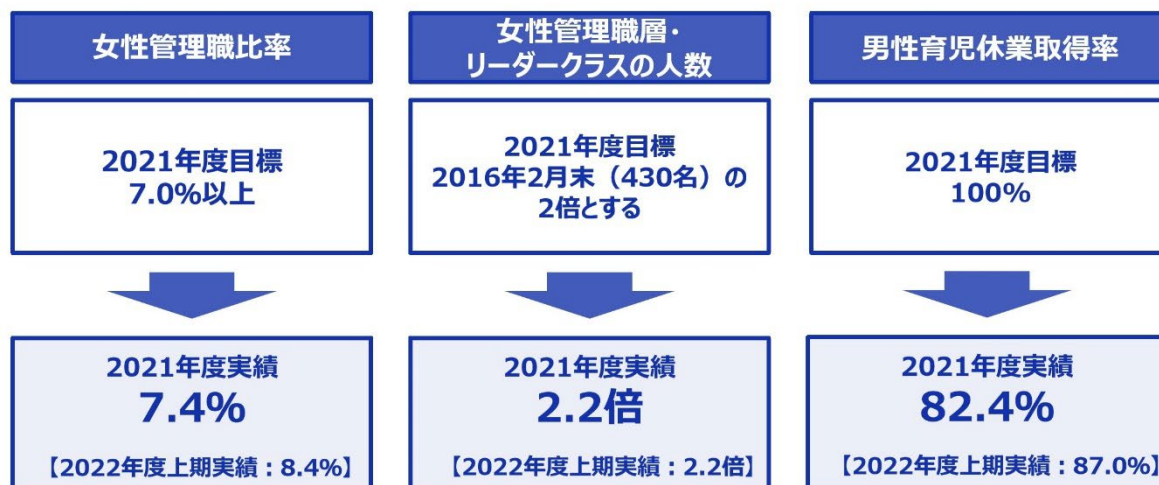 女性管理職比率
2021年度目標
7.0%以上
2021年度実績
7.4%
【2022年度上期実績：8.4%】
女性管理職層・
リーダークラスの人数
2021年度目標
2016年2月末（430名）の
2倍とする
2021年度実績
2.2倍
【2022年度上期実績：2.2倍】
男性育児休業取得率
2021年度目標
100%
2021年度実績
82.4%
【2022年度上期実績：87.0%】